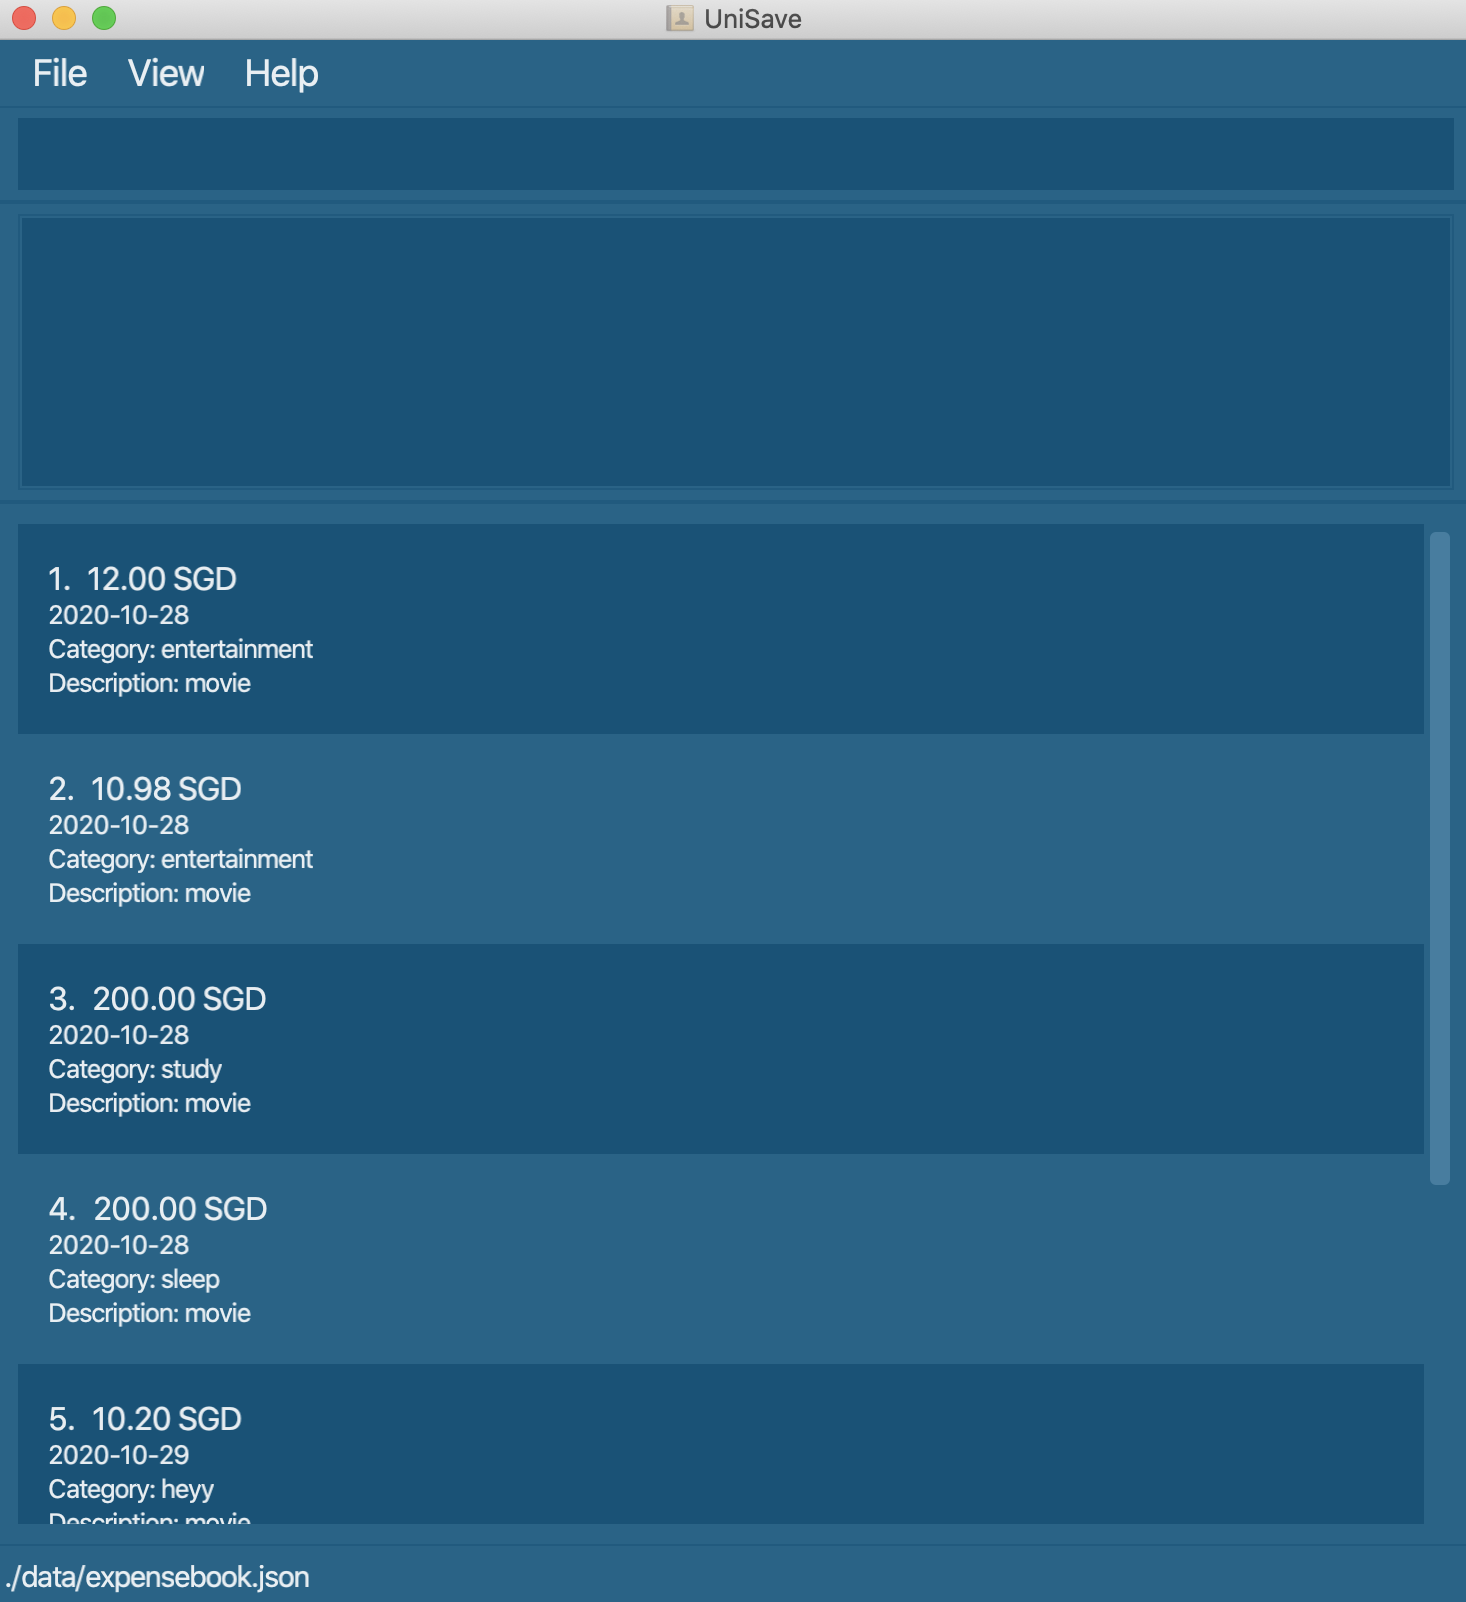 UniSave
File View Help
1. 12.00 SGD
2020-10-28
Category: entertainment
Description: movie
2. 10.98 SGD
2020-10-28
Category: entertainment
Description: movie
3. 200.00 SGD
2020-10-28
Category: study
Description: movie
4. 200.00 SGD
2020-10-28
Category: sleep
Description: movie
5. 10.20 SGD
2020-10-29
Category: heyy
Description: movie
./data/expensebook.json